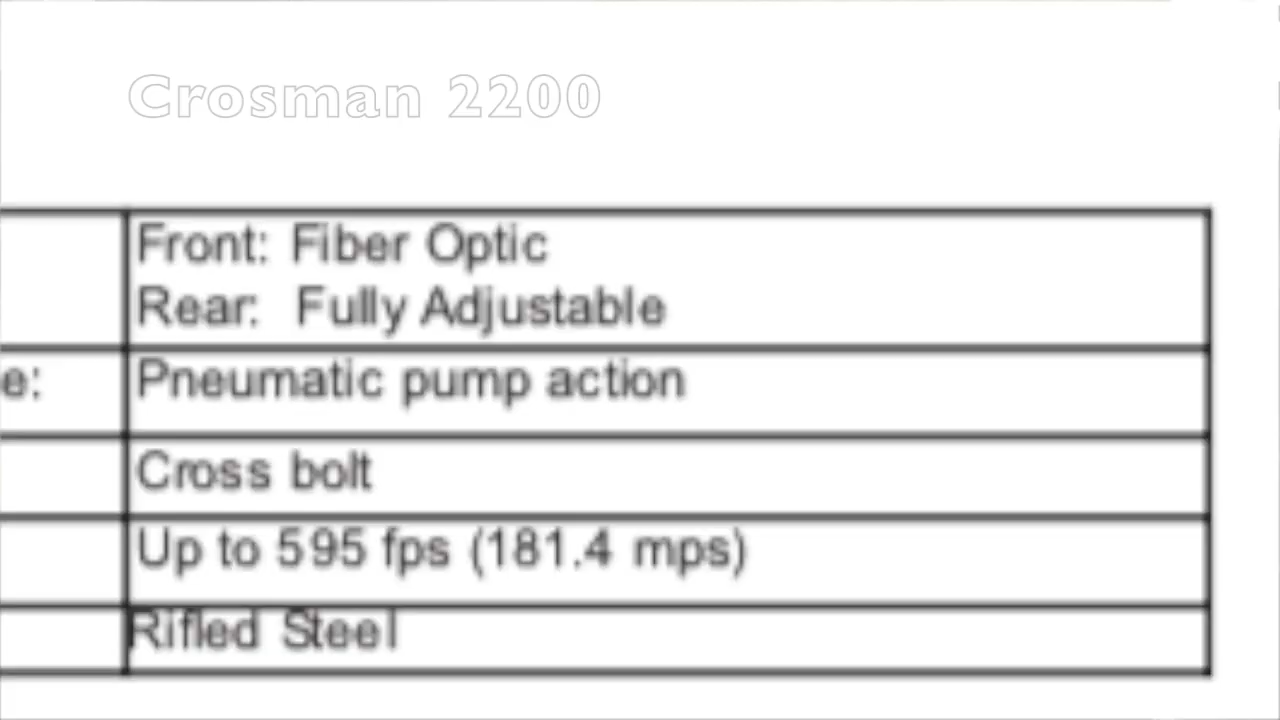 Crosman 2200
Front: Fiber Optic
Rear: Fully Adjustable
e: Pneumatic pump action
Cross bolt
Up to 595 fps (181.4 mps)
Rifled Steel